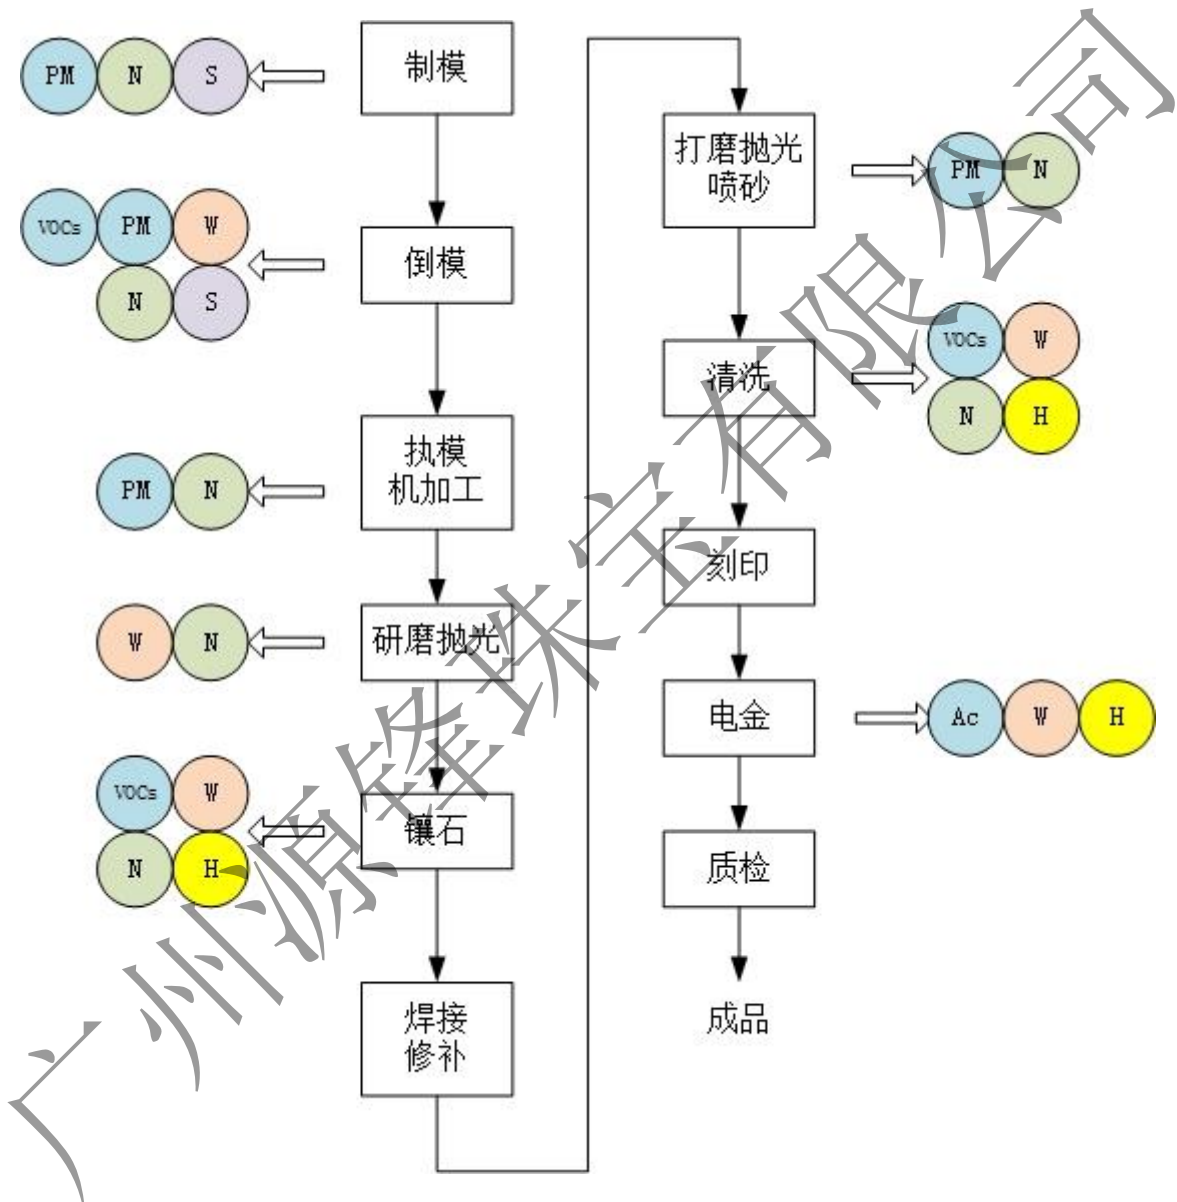 制模
PM N S
倒模
VOCs PM W
N S
执模
机加工
PM N
研磨抛光
W N
镶石
VOCs W
N H
焊接
修补
打磨抛光
喷砂
PM N
清洗
VOCs W
N H
刻印
电金
Ac W H
质检
成品
广州源锋珠宝有限公司